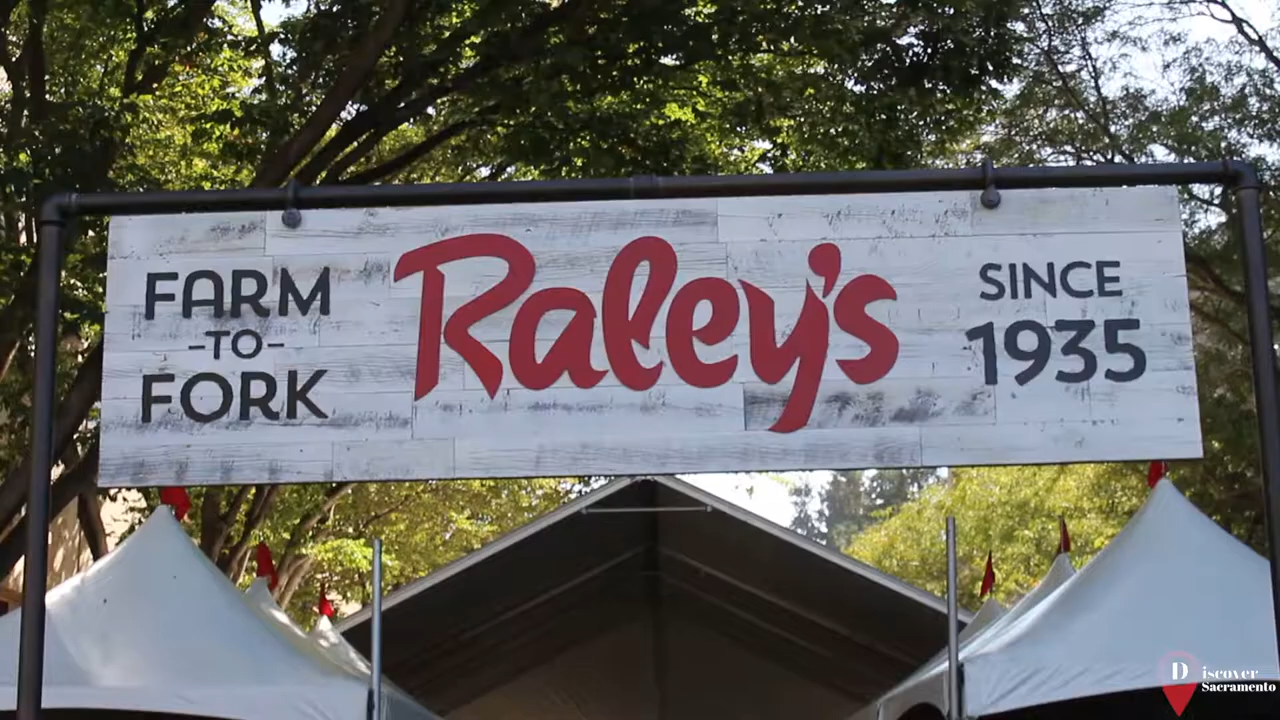 FARM
-TO-
FORK
Raley's
SINCE
1935
Discover
Sacramento